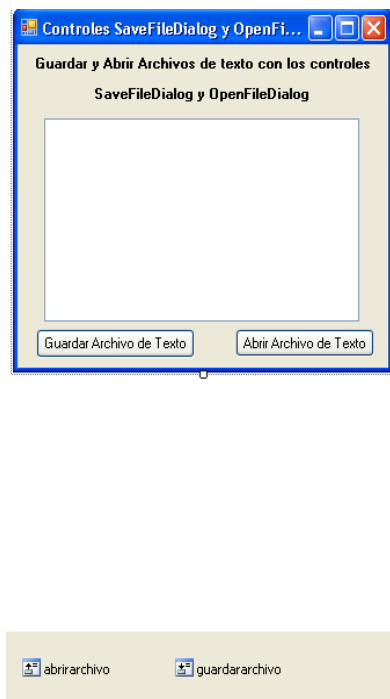 Controles SaveFileDialog y OpenFi...
Guardar y Abrir Archivos de texto con los controles
SaveFileDialog y OpenFileDialog
Guardar Archivo de Texto
Abrir Archivo de Texto
abrirarchivo
guardararchivo